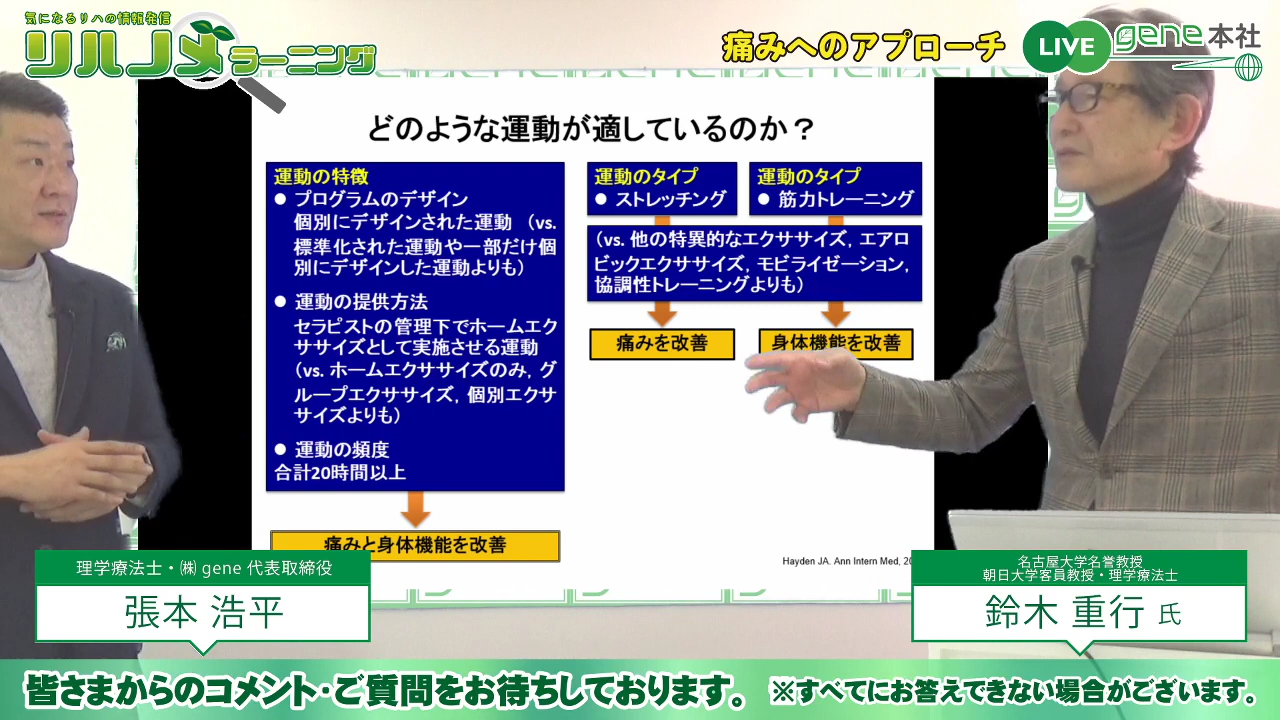 気になるリハの情報発信
リハノメ
ラーニング
痛みへのアプローチ
LIVE
gene本社
どのような運動が適しているのか？
運動の特徴
● プログラムのデザイン
個別にデザインされた運動 （vs.
標準化された運動や一部だけ個
別にデザインした運動よりも）
● 運動の提供方法
セラピストの管理下でホームエク
ササイズとして実施させる運動
（vs. ホームエクササイズのみ，グ
ループエクササイズ，個別エクサ
サイズよりも）
● 運動の頻度
合計20時間以上
痛みと身体機能を改善
運動のタイプ
● ストレッチング
運動のタイプ
● 筋力トレーニング
（vs. 他の特異的なエクササイズ，エアロ
ビックエクササイズ，モビライゼーション，
協調性トレーニングよりも）
痛みを改善
身体機能を改善
Hayden JA. Ann Intern Med, 20
理学療法士・㈱ gene 代表取締役
張本 浩平
名古屋大学名誉教授
朝日大学客員教授・理学療法士
鈴木 重行 氏
皆さまからのコメント・ご質問をお待ちしております。
※すべてにお答えできない場合がございます。